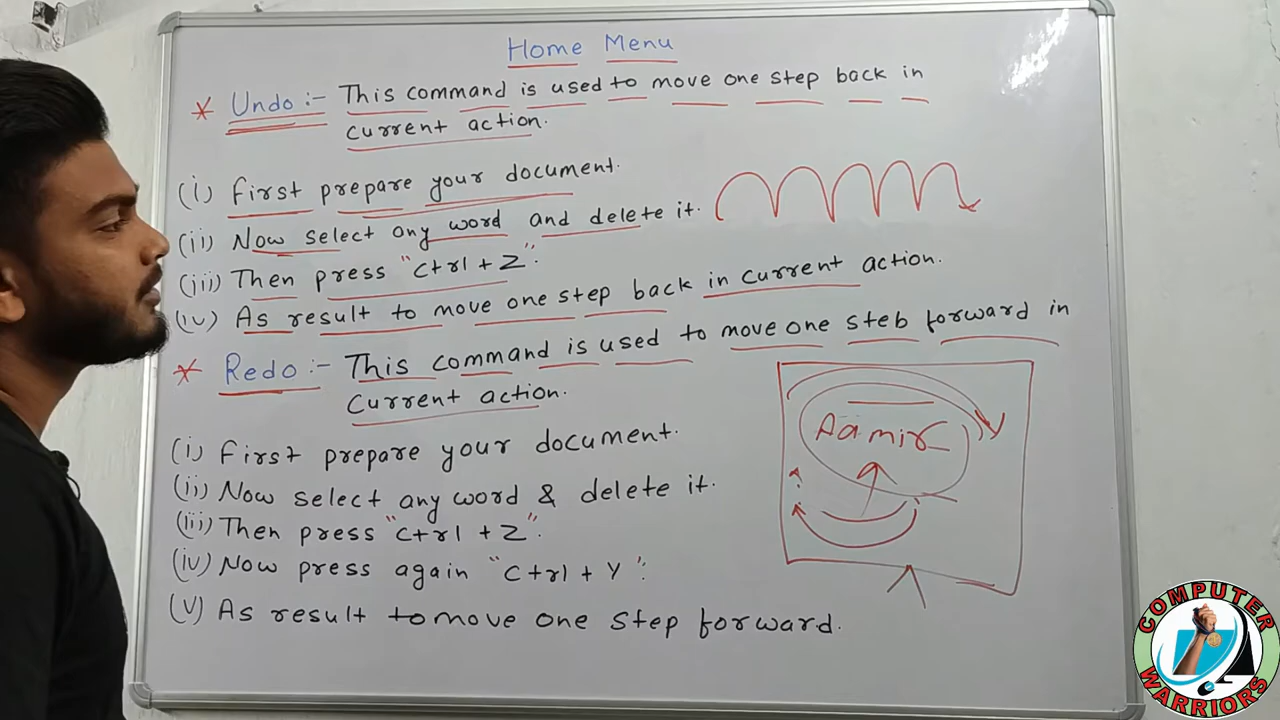 Home Menu
* Undo :- This command is used to move one step back in
current action.
(i) First prepare your document.
(ii) Now select any word and delete it.
(iii) Then press "ctrl + Z".
(iv) As result to move one step back in current action.
* Redo :- This command is used to move one steb forward in
current action.
Aamir
(i) First prepare your document.
(ii) Now select any word & delete it.
(iii) Then press "ctrl + Z".
(iv) Now press again "ctrl + Y".
(v) As result to move one step forward.
COMPUTER
WARRIORS